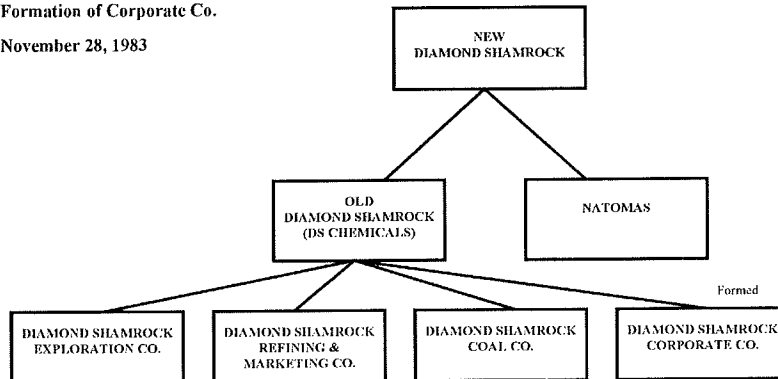 Formation of Corporate Co.
November 28, 1983
NEW
DIAMOND SHAMROCK
OLD
DIAMOND SHAMROCK
(DS CHEMICALS)
NATOMAS
Formed
DIAMOND SHAMROCK
EXPLORATION CO.
DIAMOND SHAMROCK
REFINING &
MARKETING CO.
DIAMOND SHAMROCK
COAL CO.
DIAMOND SHAMROCK
CORPORATE CO.